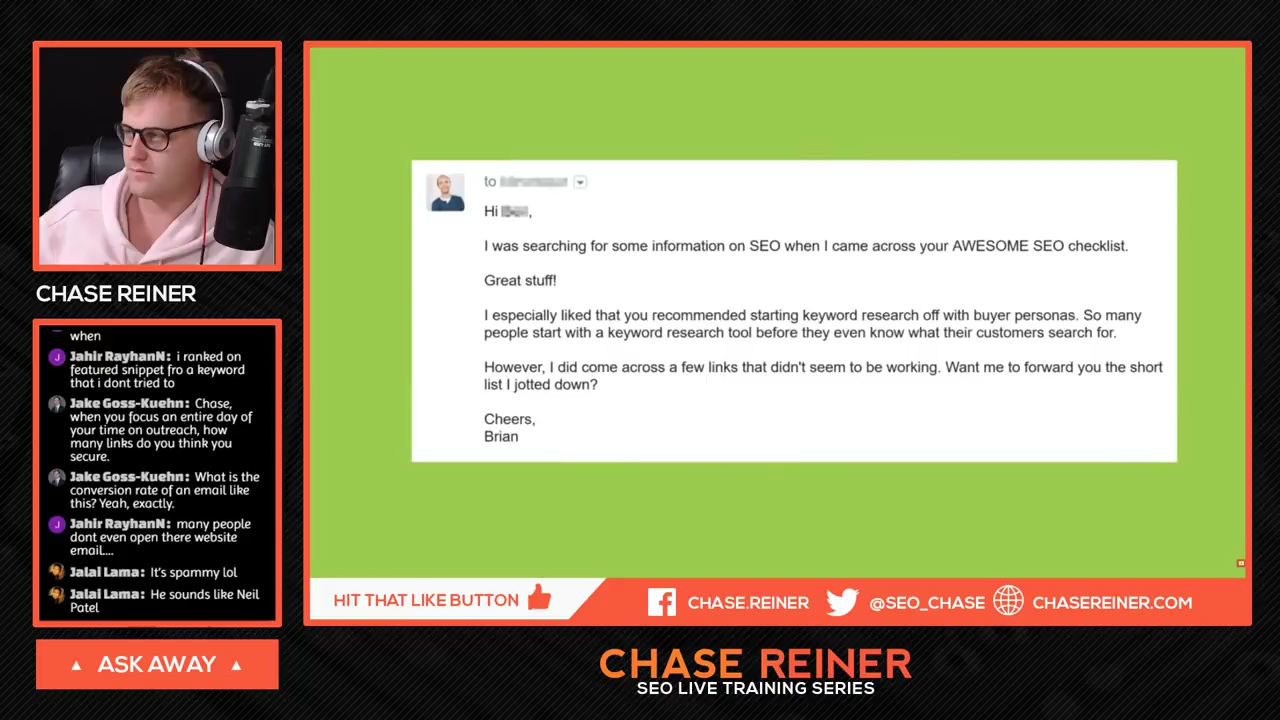 CHASE REINER
when
Jahir RayhanN: i ranked on
featured snippet fro a keyword
that i dont tried to
Jake Goss-Kuehn: Chase,
when you focus an entire day of
your time on outreach, how
many links do you think you
secure.
Jake Goss-Kuehn: What is the
conversion rate of an email like
this? Yeah, exactly.
Jahir RayhanN: many people
dont even open there website
email....
Jalai Lama: It's spammy lol
Jalai Lama: He sounds like Neil
Patel
▲ ASK AWAY ▲
to
Hi ,
I was searching for some information on SEO when I came across your AWESOME SEO checklist.
Great stuff!
I especially liked that you recommended starting keyword research off with buyer personas. So many
people start with a keyword research tool before they even know what their customers search for.
However, I did come across a few links that didn't seem to be working. Want me to forward you the short
list I jotted down?
Cheers,
Brian
HIT THAT LIKE BUTTON
CHASE.REINER
@SEO_CHASE
CHASEREINER.COM
CHASE REINER
SEO LIVE TRAINING SERIES